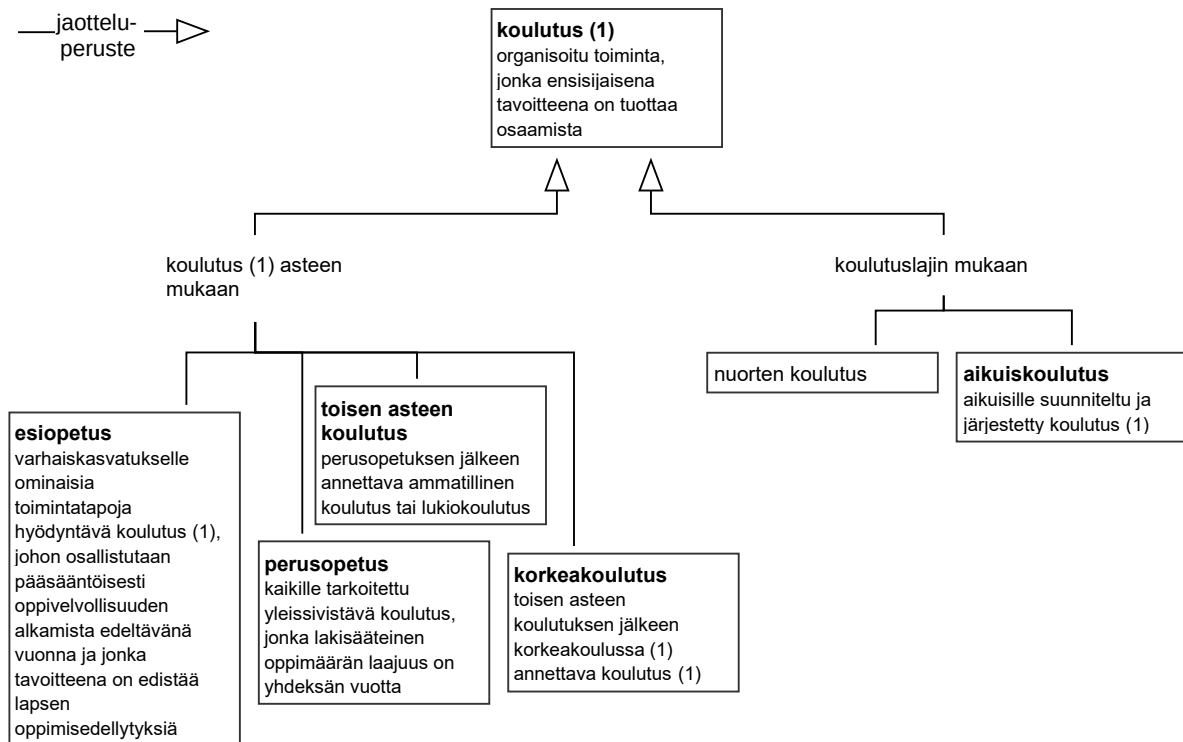 jaottelu-
peruste
koulutus (1)
organisoitu toiminta,
jonka ensisijaisena
tavoitteena on tuottaa
osaamista
koulutus (1) asteen
mukaan
koulutuslajin mukaan
nuorten koulutus
aikuiskoulutus
aikuisille suunniteltu ja
järjestetty koulutus (1)
toisen asteen
koulutus
perusopetuksen jälkeen
annettava ammatillinen
koulutus tai lukiokoulutus
esiopetus
varhaiskasvatukselle
ominaisia
toimintatapoja
hyödyntävä koulutus (1),
johon osallistutaan
pääsääntöisesti
oppivelvollisuuden
alkamista edeltävänä
vuonna ja jonka
tavoitteena on edistää
lapsen
oppimisedellytyksiä
perusopetus
kaikille tarkoitettu
yleissivistävä koulutus,
jonka lakisääteinen
oppimäärän laajuus on
yhdeksän vuotta
korkeakoulutus
toisen asteen
koulutuksen jälkeen
korkeakoulussa (1)
annettava koulutus (1)